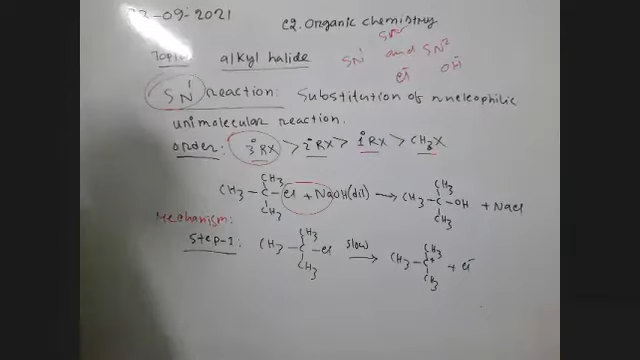 22-09-2021
C2. Organic chemistry
Topic: alkyl halide SN1 and SN2
Cl- OH-
SN1 reaction: Substitution of nucleophilic
unimolecular reaction.
order: 3° RX > 2° RX > 1° RX > CH3X
CH3
CH3 — C — Cl + NaOH(dil) → CH3 — C — OH + NaCl
CH3
Mechanism:
Step-1: CH3 — C — Cl slow → CH3 — C+ + Cl-
CH3